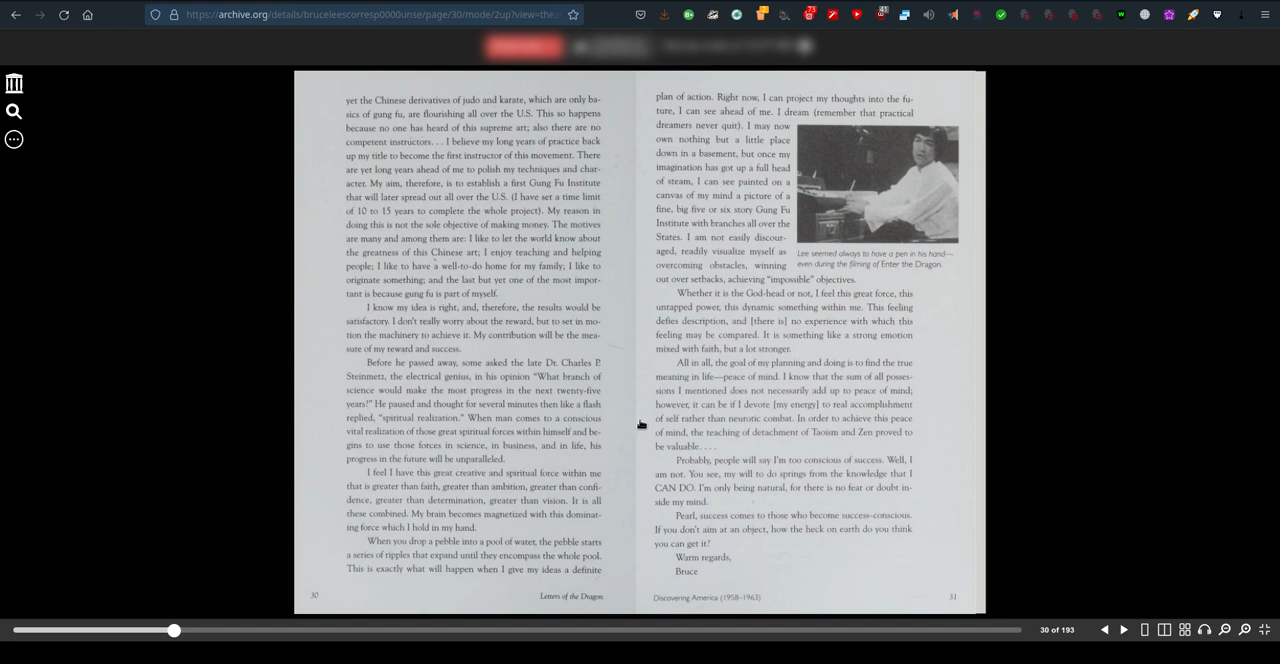 https://archive.org/details/bruceleescorresp0000unse/page/30/mode/2up?view=thea
73
41
yet the Chinese derivatives of judo and karate, which are only ba-
sics of gung fu, are flourishing all over the U.S. This so happens
because no one has heard of this supreme art; also there are no
competent instructors. . . I believe my long years of practice back
up my title to become the first instructor of this movement. There
are yet long years ahead of me to polish my techniques and char-
acter. My aim, therefore, is to establish a first Gung Fu Institute
that will later spread out all over the U.S. (I have set a time limit
of 10 to 15 years to complete the whole project). My reason in
doing this is not the sole objective of making money. The motives
are many and among them are: I like to let the world know about
the greatness of this Chinese art; I enjoy teaching and helping
people; I like to have a well-to-do home for my family; I like to
originate something; and the last but yet one of the most impor-
tant is because gung fu is part of myself.
I know my idea is right, and, therefore, the results would be
satisfactory. I don't really worry about the reward, but to set in mo-
tion the machinery to achieve it. My contribution will be the mea-
sure of my reward and success.
Before he passed away, some asked the late Dr. Charles P.
Steinmetz, the electrical genius, in his opinion "What branch of
science would make the most progress in the next twenty-five
years?" He paused and thought for several minutes then like a flash
replied, "spiritual realization." When man comes to a conscious
vital realization of those great spiritual forces within himself and be-
gins to use those forces in science, in business, and in life, his
progress in the future will be unparalleled.
I feel I have this great creative and spiritual force within me
that is greater than faith, greater than ambition, greater than confi-
dence, greater than determination, greater than vision. It is all
these combined. My brain becomes magnetized with this dominat-
ing force which I hold in my hand.
When you drop a pebble into a pool of water, the pebble starts
a series of ripples that expand until they encompass the whole pool.
This is exactly what will happen when I give my ideas a definite
30
Letters of the Dragon
plan of action. Right now, I can project my thoughts into the fu-
ture, I can see ahead of me. I dream (remember that practical
dreamers never quit). I may now
own nothing but a little place
down in a basement, but once my
imagination has got up a full head
of steam, I can see painted on a
canvas of my mind a picture of a
fine, big five or six story Gung Fu
Institute with branches all over the
States. I am not easily discour-
aged, readily visualize myself as
overcoming obstacles, winning
out over setbacks, achieving "impossible" objectives.
Lee seemed always to have a pen in his hand—
even during the filming of Enter the Dragon.
Whether it is the God-head or not, I feel this great force, this
untapped power, this dynamic something within me. This feeling
defies description, and [there is] no experience with which this
feeling may be compared. It is something like a strong emotion
mixed with faith, but a lot stronger.
All in all, the goal of my planning and doing is to find the true
meaning in life—peace of mind. I know that the sum of all posses-
sions I mentioned does not necessarily add up to peace of mind;
however, it can be if I devote [my energy] to real accomplishment
of self rather than neurotic combat. In order to achieve this peace
of mind, the teaching of detachment of Taoism and Zen proved to
be valuable. . . .
Probably, people will say I'm too conscious of success. Well, I
am not. You see, my will to do springs from the knowledge that I
CAN DO. I'm only being natural, for there is no fear or doubt in-
side my mind.
Pearl, success comes to those who become success-conscious.
If you don't aim at an object, how the heck on earth do you think
you can get it?
Warm regards,
Bruce
Discovering America (1958–1963)
31
30 of 193